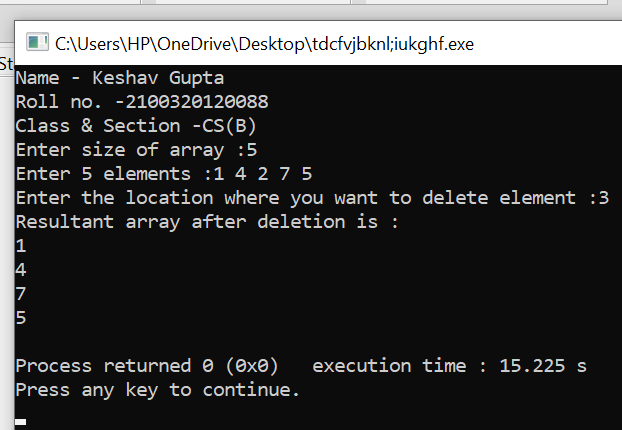 St
C:\Users\HP\OneDrive\Desktop\tdcfvjbknl;iukghf.exe
Name - Keshav Gupta
Roll no. -2100320120088
Class & Section -CS(B)
Enter size of array :5
Enter 5 elements :1 4 2 7 5
Enter the location where you want to delete element :3
Resultant array after deletion is :
1
4
7
5
Process returned 0 (0x0)   execution time : 15.225 s
Press any key to continue.